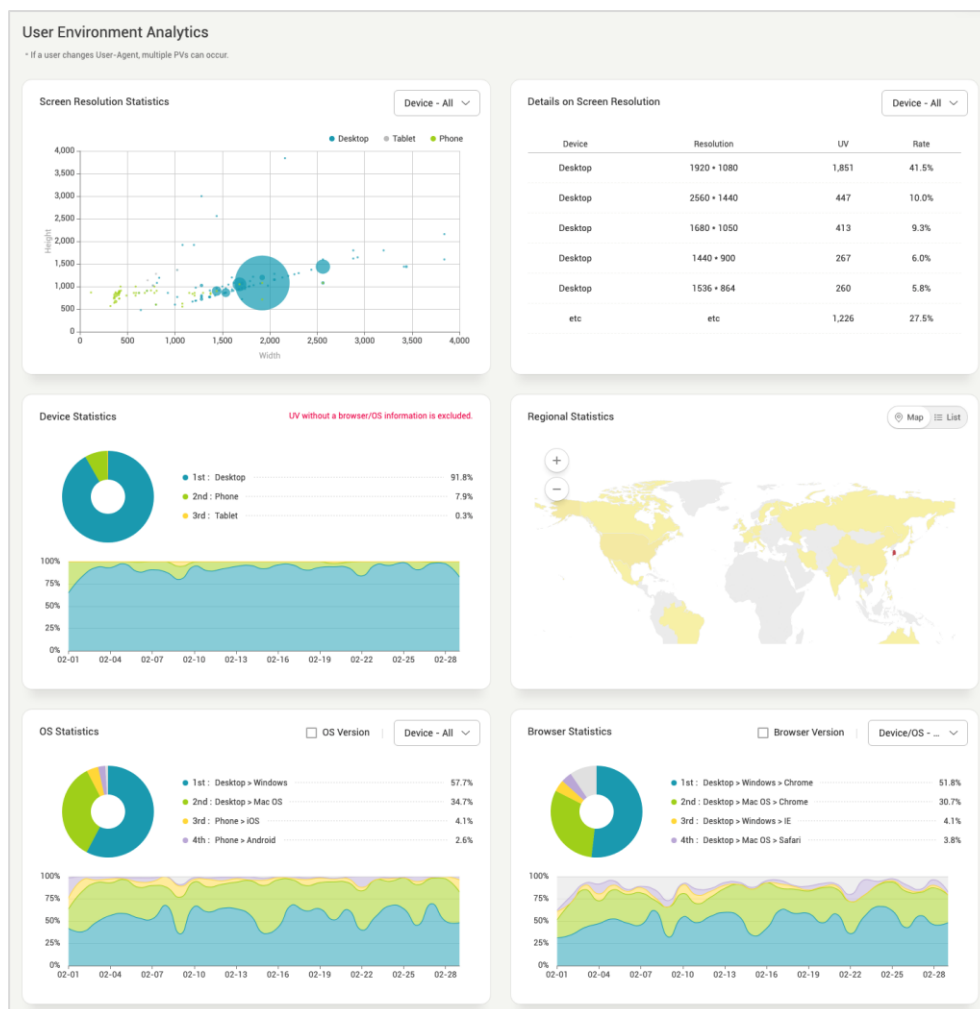 User Environment Analytics
* If a user changes User-Agent, multiple PVs can occur.
Screen Resolution Statistics
Device - All
Desktop Tablet Phone
4,000
3,500
3,000
2,500
2,000
1,500
1,000
500
0
Height
0 500 1,000 1,500 2,000 2,500 3,000 3,500 4,000
Width
Details on Screen Resolution
Device - All
Device Resolution UV Rate
Desktop 1920 * 1080 1,851 41.5%
Desktop 2560 * 1440 447 10.0%
Desktop 1680 * 1050 413 9.3%
Desktop 1440 * 900 267 6.0%
Desktop 1536 * 864 260 5.8%
etc etc 1,226 27.5%
Device Statistics
UV without a browser/OS information is excluded.
1st : Desktop 91.8%
2nd : Phone 7.9%
3rd : Tablet 0.3%
100%
75%
50%
25%
0%
02-01 02-04 02-07 02-10 02-13 02-16 02-19 02-22 02-25 02-28
Regional Statistics
Map List
+
−
OS Statistics
OS Version
Device - All
1st : Desktop > Windows 57.7%
2nd : Desktop > Mac OS 34.7%
3rd : Phone > iOS 4.1%
4th : Phone > Android 2.6%
100%
75%
50%
25%
0%
02-01 02-04 02-07 02-10 02-13 02-16 02-19 02-22 02-25 02-28
Browser Statistics
Browser Version
Device/OS - ...
1st : Desktop > Windows > Chrome 51.8%
2nd : Desktop > Mac OS > Chrome 30.7%
3rd : Desktop > Windows > IE 4.1%
4th : Desktop > Mac OS > Safari 3.8%
100%
75%
50%
25%
0%
02-01 02-04 02-07 02-10 02-13 02-16 02-19 02-22 02-25 02-28